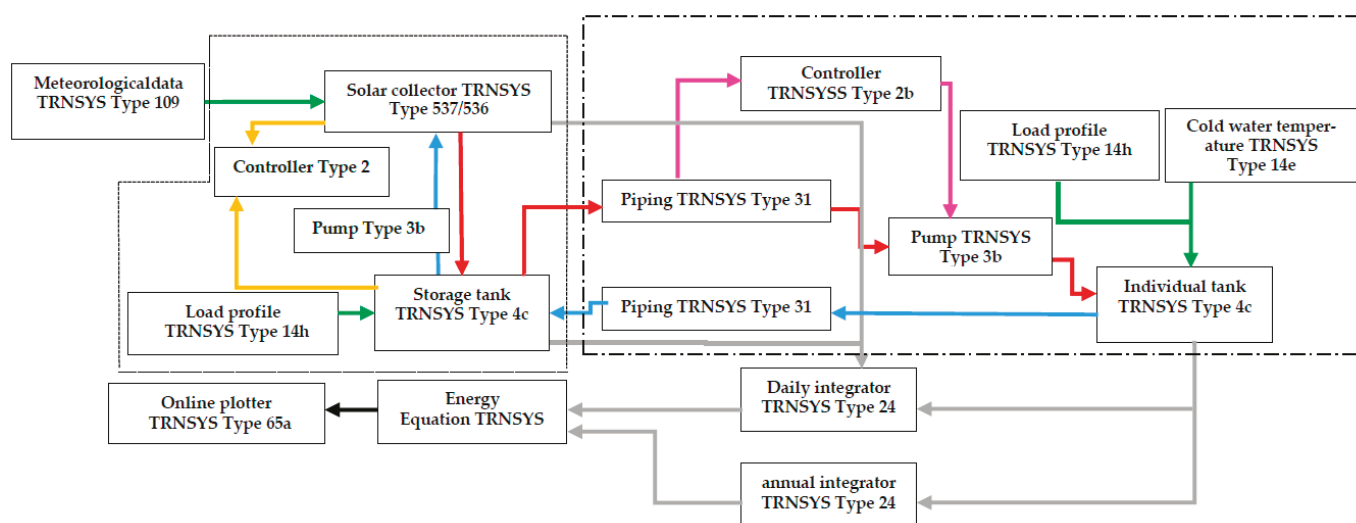 Meteorologicaldata
TRNSYS Type 109
Solar collector TRNSYS
Type 537/536
Controller Type 2
Pump Type 3b
Storage tank
TRNSYS Type 4c
Load profile
TRNSYS Type 14h
Controller
TRNSYSS Type 2b
Load profile
TRNSYS Type 14h
Cold water temper-
ature TRNSYS
Type 14e
Piping TRNSYS Type 31
Pump TRNSYS
Type 3b
Piping TRNSYS Type 31
Individual tank
TRNSYS Type 4c
Online plotter
TRNSYS Type 65a
Energy
Equation TRNSYS
Daily integrator
TRNSYS Type 24
annual integrator
TRNSYS Type 24